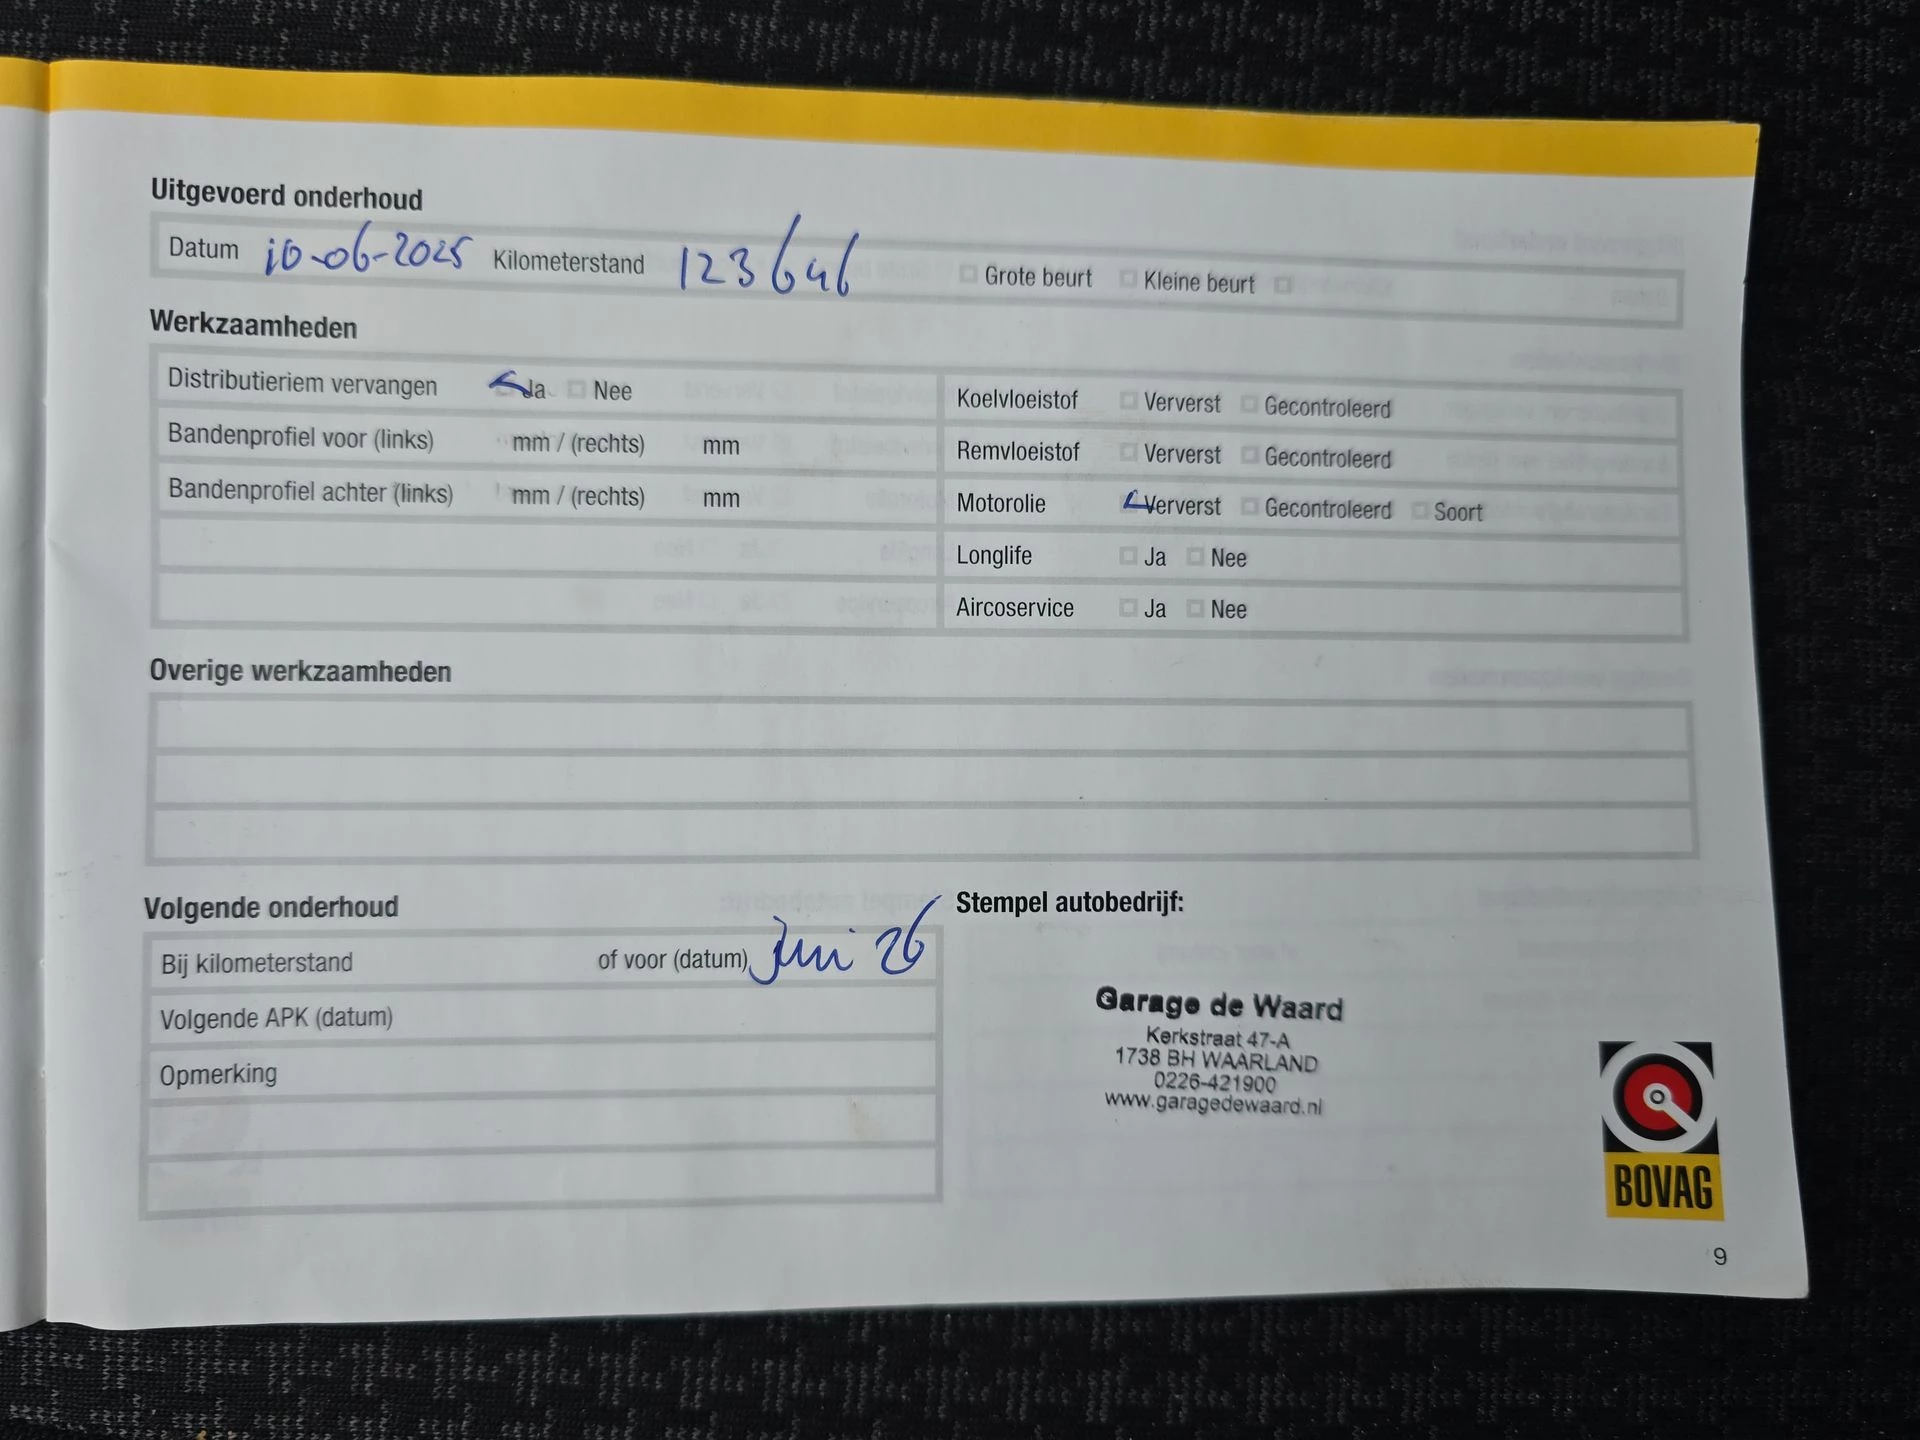 Uitgevoerd onderhoud
Datum 10-06-2025 Kilometerstand 123646 Grote beurt Kleine beurt
Werkzaamheden
Distributieriem vervangen Ja Nee
Bandenprofiel voor (links) mm / (rechts) mm
Bandenprofiel achter (links) mm / (rechts) mm
Koelvloeistof Ververst Gecontroleerd
Remvloeistof Ververst Gecontroleerd
Motorolie Ververst Gecontroleerd Soort
Longlife Ja Nee
Aircoservice Ja Nee
Overige werkzaamheden
Volgende onderhoud
Bij kilometerstand of voor (datum) juni 26
Volgende APK (datum)
Opmerking
Stempel autobedrijf:
Garage de Waard
Kerkstraat 47-A
1738 BH WAARLAND
0226-421900
www.garagedewaard.nl
BOVAG
9